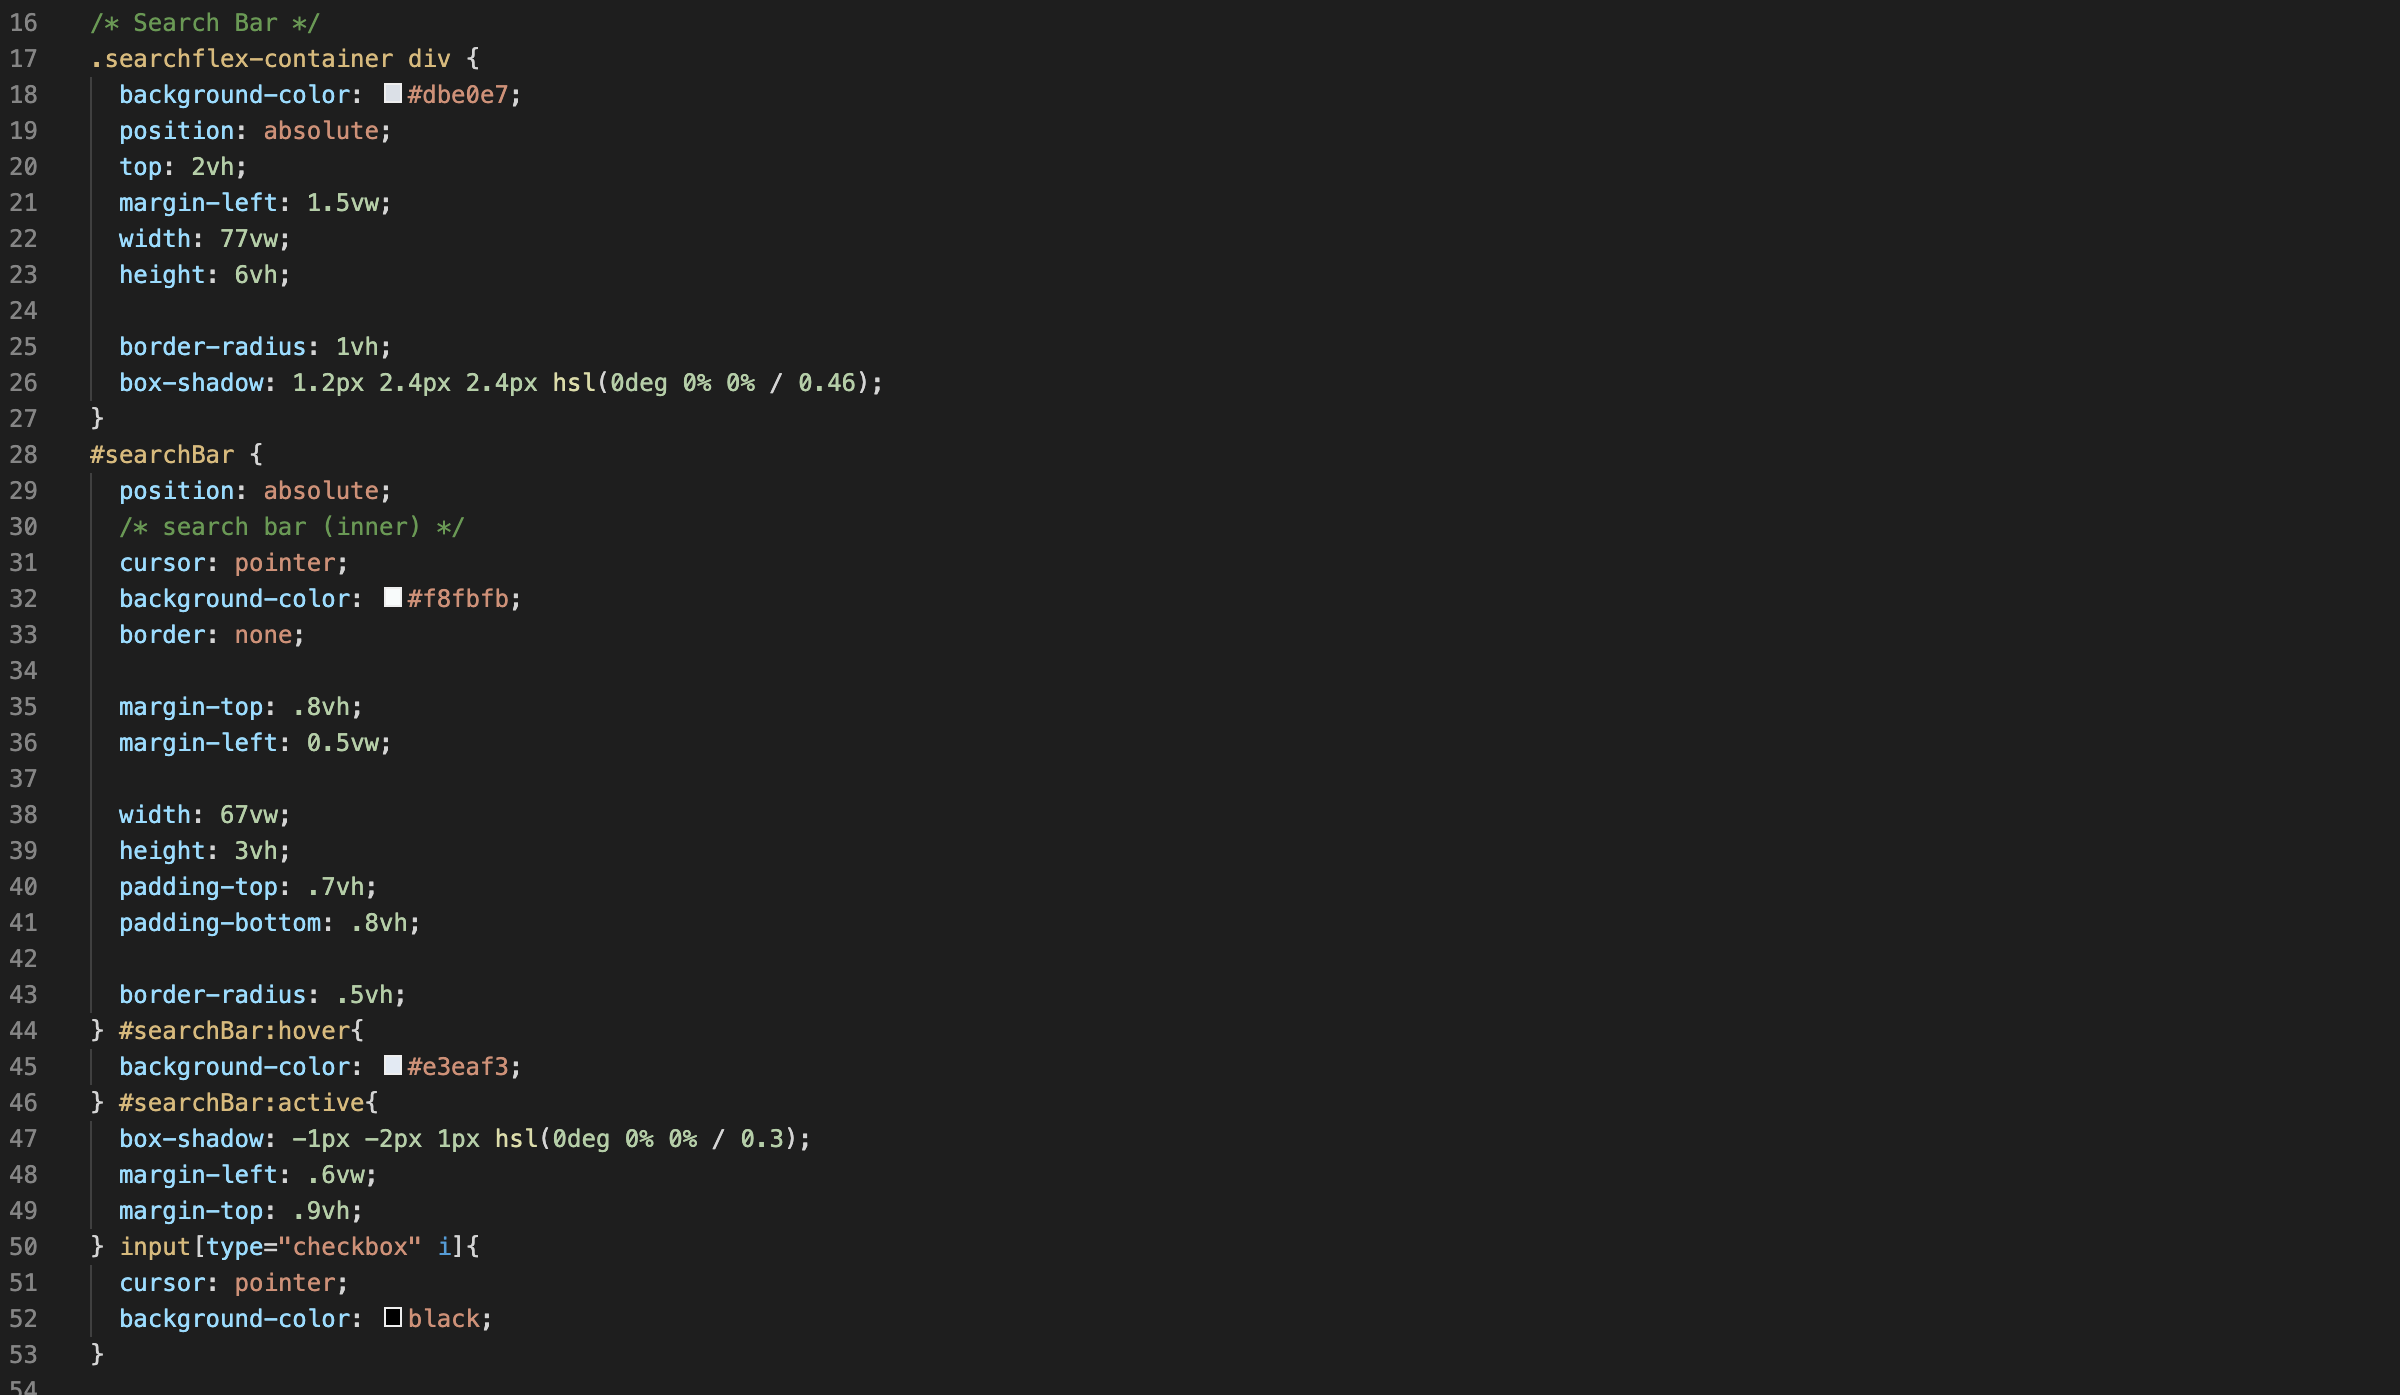 16 /* Search Bar */
17 .searchflex-container div {
18 background-color: #dbe0e7;
19 position: absolute;
20 top: 2vh;
21 margin-left: 1.5vw;
22 width: 77vw;
23 height: 6vh;
24
25 border-radius: 1vh;
26 box-shadow: 1.2px 2.4px 2.4px hsl(0deg 0% 0% / 0.46);
27 }
28 #searchBar {
29 position: absolute;
30 /* search bar (inner) */
31 cursor: pointer;
32 background-color: #f8fbfb;
33 border: none;
34
35 margin-top: .8vh;
36 margin-left: 0.5vw;
37
38 width: 67vw;
39 height: 3vh;
40 padding-top: .7vh;
41 padding-bottom: .8vh;
42
43 border-radius: .5vh;
44 } #searchBar:hover{
45 background-color: #e3eaf3;
46 } #searchBar:active{
47 box-shadow: -1px -2px 1px hsl(0deg 0% 0% / 0.3);
48 margin-left: .6vw;
49 margin-top: .9vh;
50 } input[type="checkbox" i]{
51 cursor: pointer;
52 background-color: black;
53 }
54